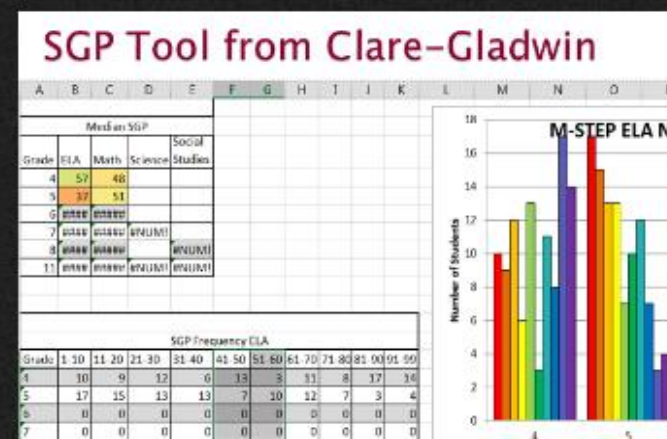 SGP Tool from Clare-Gladwin
A B C D E F G H I J K L M N O
Median SGP
Grade ELA Math Science Social Studies
4 57 48
5 37 51
6 #### #####
7 #### ##### #NUM!
8 #### ##### #NUM!
11 #### ##### #NUM! #NUM!
SGP Frequency ELA
Grade 1-10 11-20 21-30 31-40 41-50 51-60 61-70 71-80 81-90 91-99
4 10 9 12 6 13 3 11 8 17 14
5 17 15 13 13 7 10 12 7 3 4
6 0 0 0 0 0 0 0 0 0 0
7 0 0 0 0 0 0 0 0 0 0
M-STEP ELA N
Number of Students
18
16
14
12
10
8
6
4
2
0
4 5